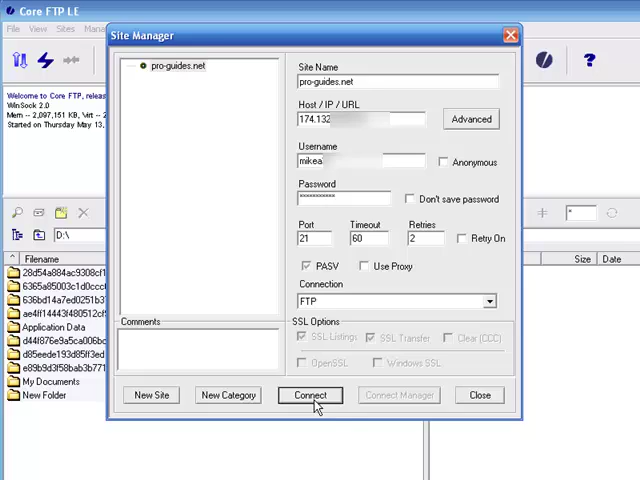 Core FTP LE
File View Sites Mana
Site Manager
pro-guides.net
Site Name
pro-guides.net
Host / IP / URL
174.132
Advanced
Username
mikea
Anonymous
Password
Don't save password
Port
Timeout
Retries
21
60
2
Retry On
PASV
Use Proxy
Connection
FTP
Comments
SSL Options
SSL Listings
SSL Transfer
Clear (CCC)
OpenSSL
Windows SSL
New Site
New Category
Connect
Connect Manager
Close
Welcome to Core FTP, releas
WinSock 2.0
Mem -- 2,097,151 KB, Virt --
Started on Thursday May 13,
D:\
Filename
28d54a884ac9308cf1
6365a85003c1d0ccc
636bd14a7ed0251b3
ae4ff14443f480512cf
Application Data
d44f876e9a5ca006bc
d85eede193d85ff3ed
e89b9d3f58bab3b771
My Documents
New Folder
*
Size
Date